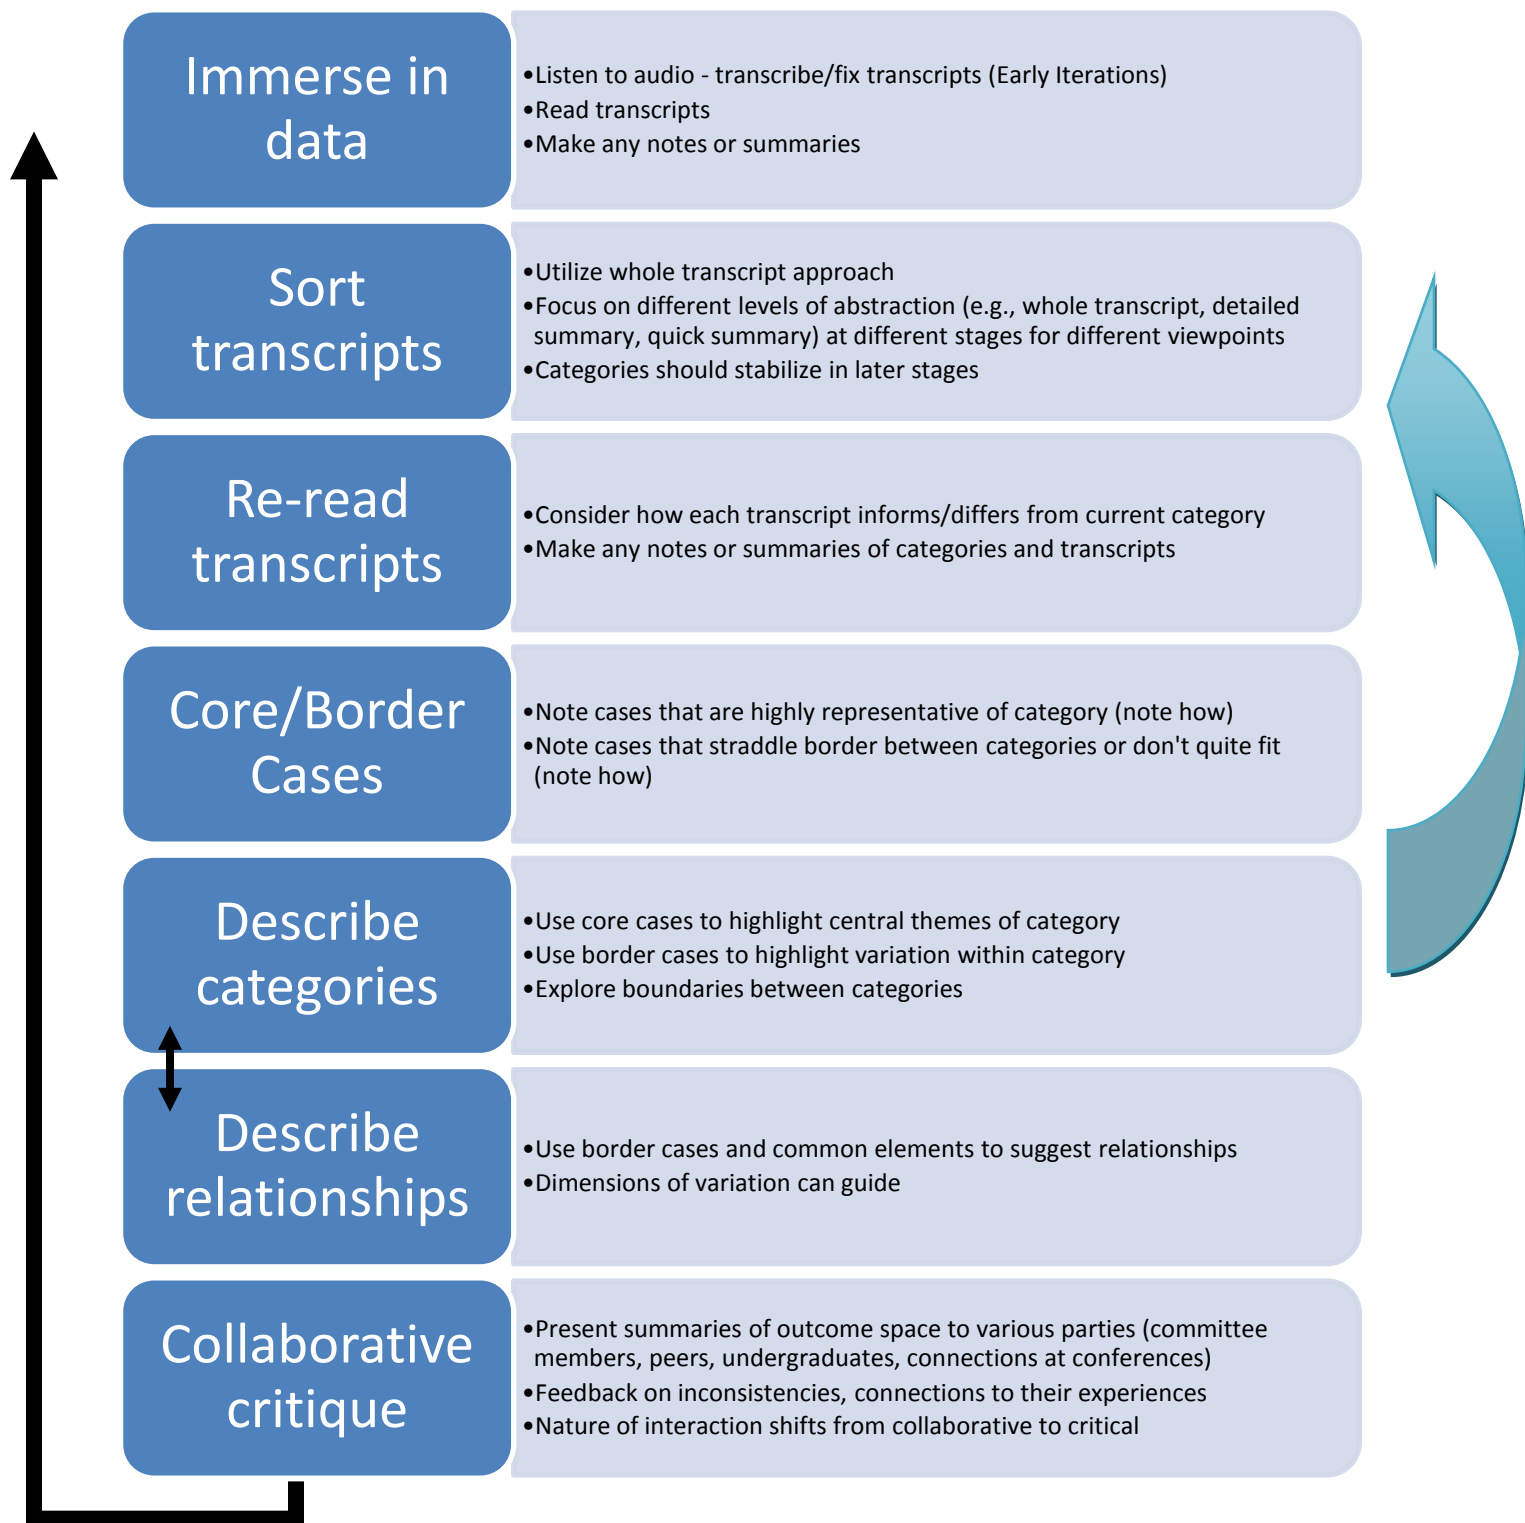 Immerse in
data
•Listen to audio - transcribe/fix transcripts (Early Iterations)
•Read transcripts
•Make any notes or summaries
Sort
transcripts
•Utilize whole transcript approach
•Focus on different levels of abstraction (e.g., whole transcript, detailed
summary, quick summary) at different stages for different viewpoints
•Categories should stabilize in later stages
Re-read
transcripts
•Consider how each transcript informs/differs from current category
•Make any notes or summaries of categories and transcripts
Core/Border
Cases
•Note cases that are highly representative of category (note how)
•Note cases that straddle border between categories or don't quite fit
(note how)
Describe
categories
•Use core cases to highlight central themes of category
•Use border cases to highlight variation within category
•Explore boundaries between categories
Describe
relationships
•Use border cases and common elements to suggest relationships
•Dimensions of variation can guide
Collaborative
critique
•Present summaries of outcome space to various parties (committee
members, peers, undergraduates, connections at conferences)
•Feedback on inconsistencies, connections to their experiences
•Nature of interaction shifts from collaborative to critical